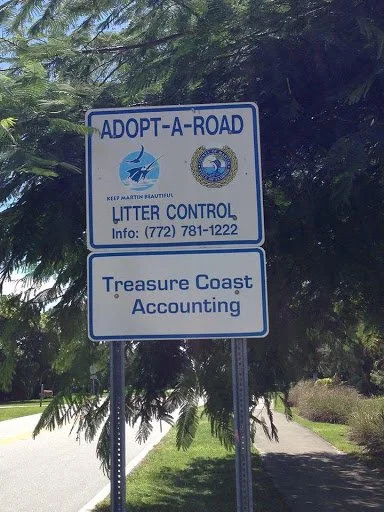 ADOPT-A-ROAD
KEEP MARTIN BEAUTIFUL
LITTER CONTROL
Info: (772) 781-1222
Treasure Coast
Accounting